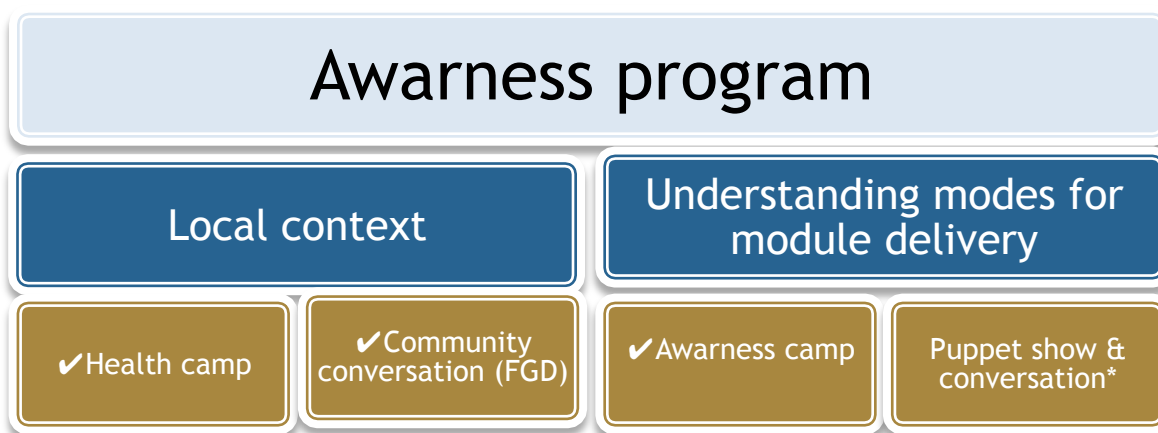 Awarness program
Local context
Understanding modes for
module delivery
✔Health camp
✔Community
conversation (FGD)
✔Awarness camp
Puppet show &
conversation*